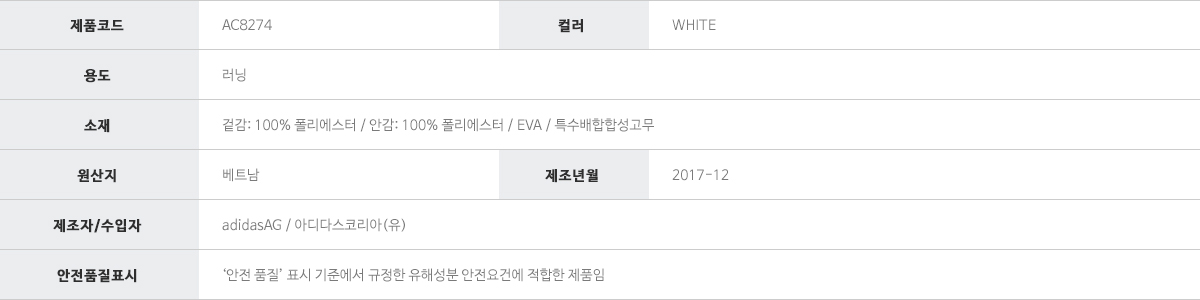 제품코드 AC8274 컬러 WHITE
용도 러닝
소재 겉감: 100% 폴리에스터 / 안감: 100% 폴리에스터 / EVA / 특수배합합성고무
원산지 베트남 제조년월 2017-12
제조자/수입자 adidasAG / 아디다스코리아(유)
안전품질표시 ‘안전 품질’ 표시 기준에서 규정한 유해성분 안전요건에 적합한 제품임